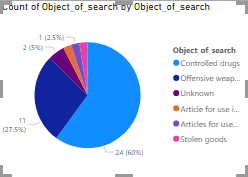 Count of Object_of_search by Object_of_search
1 (2.5%)
2 (5%)
11
(27.5%)
24 (60%)
Object_of_search
Controlled drugs
Offensive weap...
Unknown
Article for use i...
Articles for use...
Stolen goods